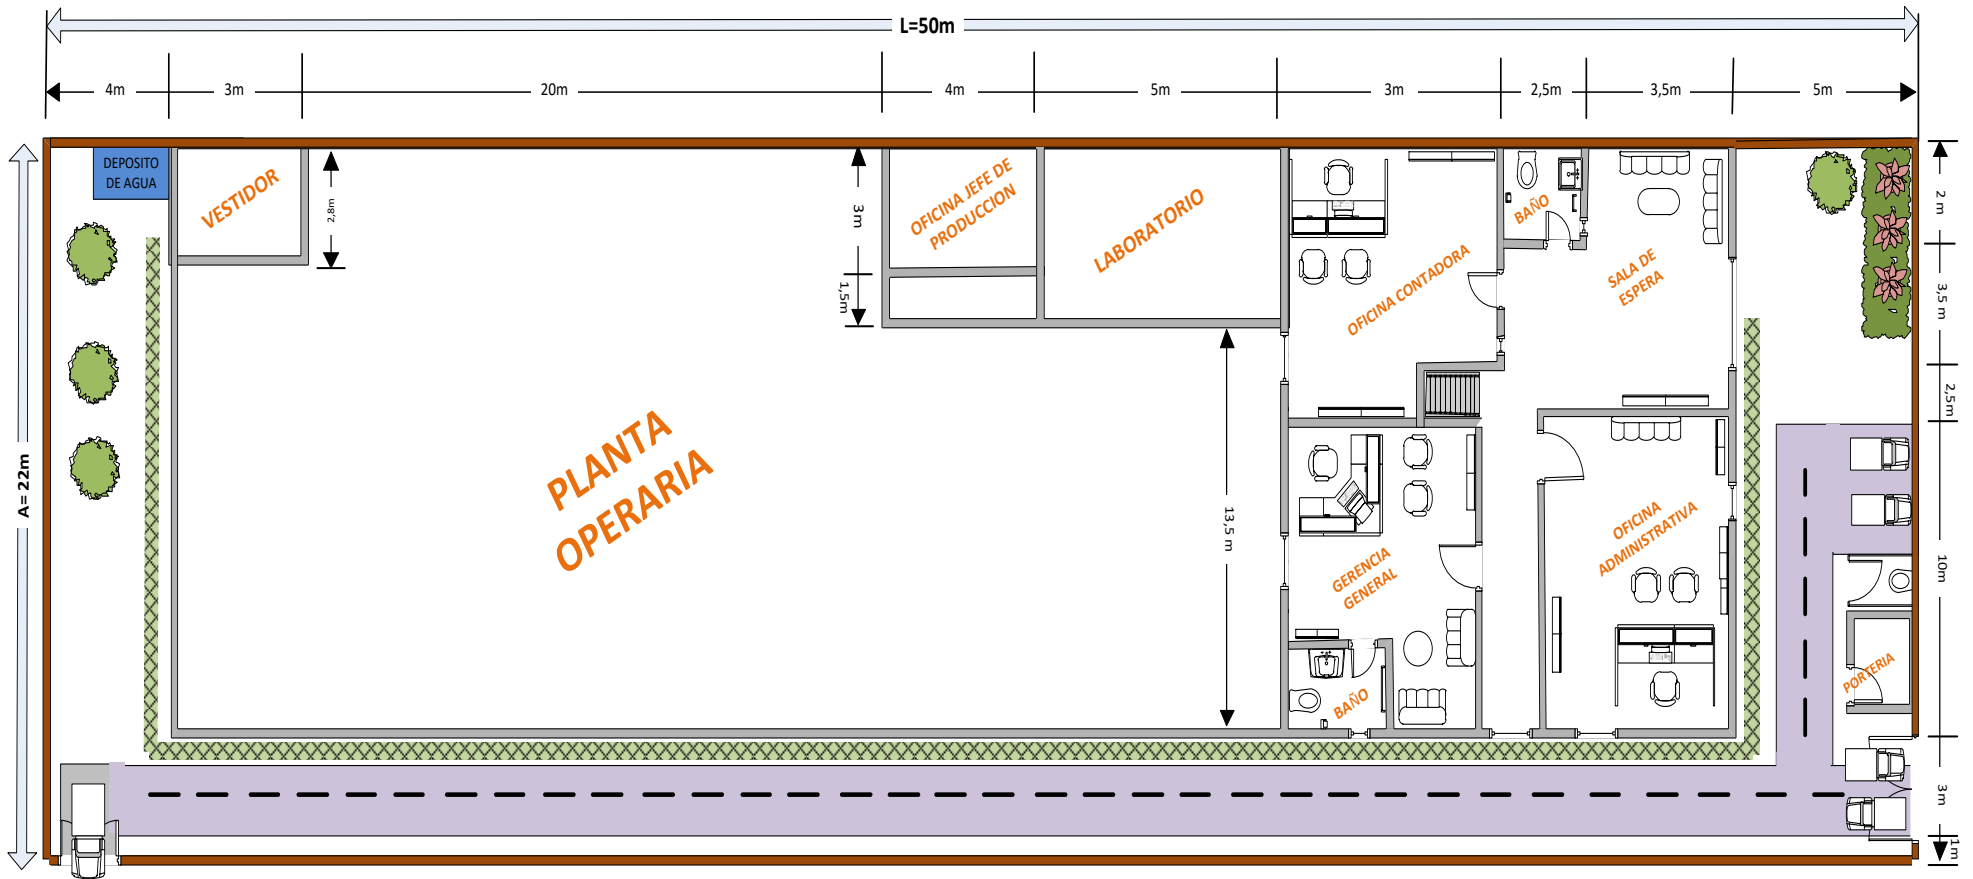 L=50m
4m
3m
20m
4m
5m
3m
2,5m
3,5m
5m
A= 22m
DEPOSITO
DE AGUA
VESTIDOR
2,8m
3m
1,5m
OFICINA JEFE DE
PRODUCCION
LABORATORIO
OFICINA CONTADORA
BAÑO
SALA DE
ESPERA
2 m
3,5 m
2,5m
10m
3m
1m
PLANTA
OPERARIA
13,5 m
GERENCIA
GENERAL
BAÑO
OFICINA
ADMINISTRATIVA
PORTERIA